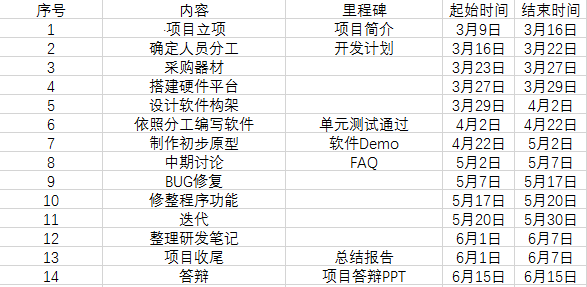 序号 内容 里程碑 起始时间 结束时间
1 ·项目立项 项目简介 3月9日 3月16日
2 确定人员分工 开发计划 3月16日 3月22日
3 采购器材 3月23日 3月27日
4 搭建硬件平台 3月27日 3月29日
5 设计软件构架 3月29日 4月2日
6 依照分工编写软件 单元测试通过 4月2日 4月22日
7 制作初步原型 软件Demo 4月22日 5月2日
8 中期讨论 FAQ 5月2日 5月7日
9 BUG修复 5月7日 5月17日
10 修整程序功能 5月17日 5月20日
11 迭代 5月20日 5月30日
12 整理研发笔记 6月1日 6月7日
13 项目收尾 总结报告 6月1日 6月7日
14 答辩 项目答辩PPT 6月15日 6月15日